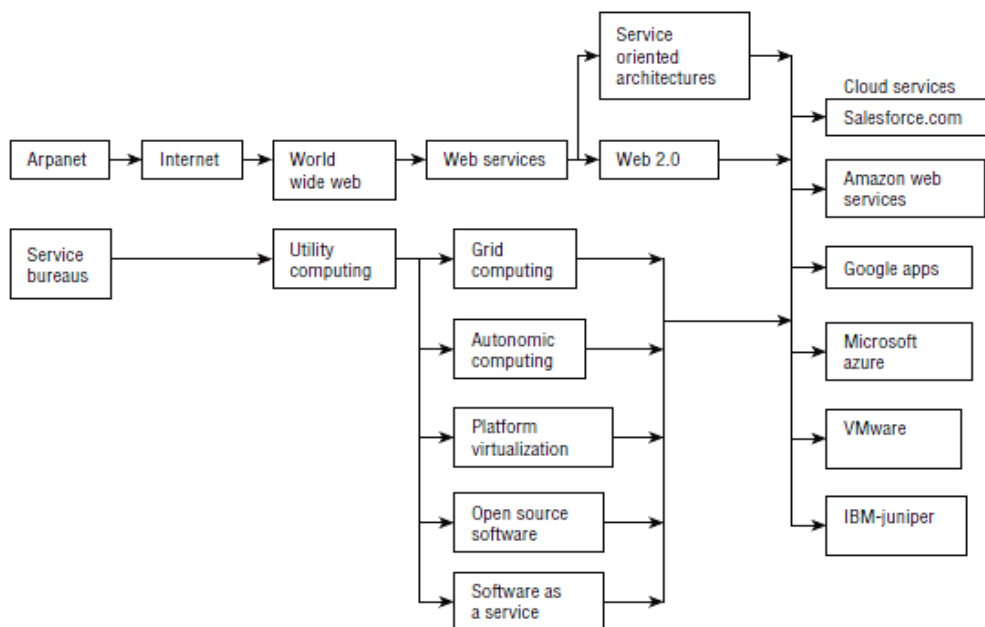 Service
oriented
architectures
Cloud services
Salesforce.com
Arpanet
Internet
World
wide web
Web services
Web 2.0
Amazon web
services
Service
bureaus
Utility
computing
Grid
computing
Google apps
Autonomic
computing
Microsoft
azure
Platform
virtualization
VMware
Open source
software
IBM-juniper
Software as
a service